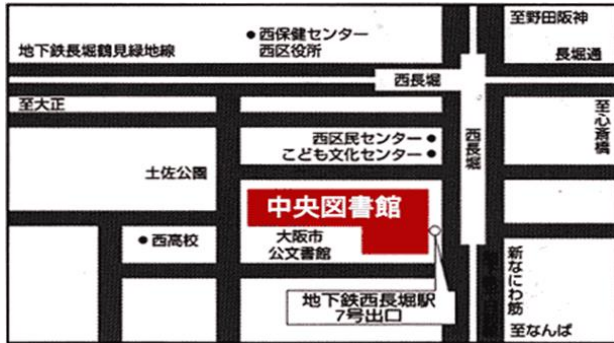 至野田阪神
西保健センター
西区役所
地下鉄長堀鶴見緑地線
長堀通
西長堀
至大正
至心斎橋
西長堀
西区民センター
こども文化センター
土佐公園
中央図書館
西高校
大阪市
公文書館
新なにわ筋
地下鉄西長堀駅
7号出口
至なんば